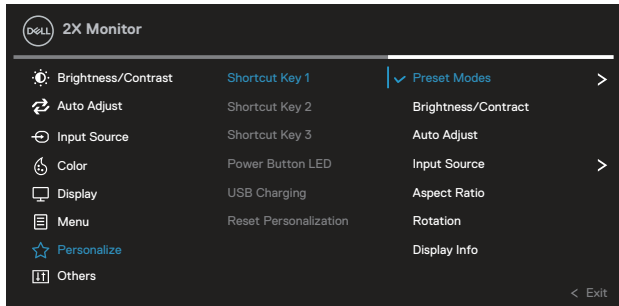 DELL 2X Monitor
Brightness/Contrast Shortcut Key 1 Preset Modes >
Auto Adjust Shortcut Key 2 Brightness/Contract
Input Source Shortcut Key 3 Auto Adjust
Color Power Button LED Input Source >
Display USB Charging Aspect Ratio
Menu Reset Personalization Rotation
Personalize Display Info
Others
< Exit